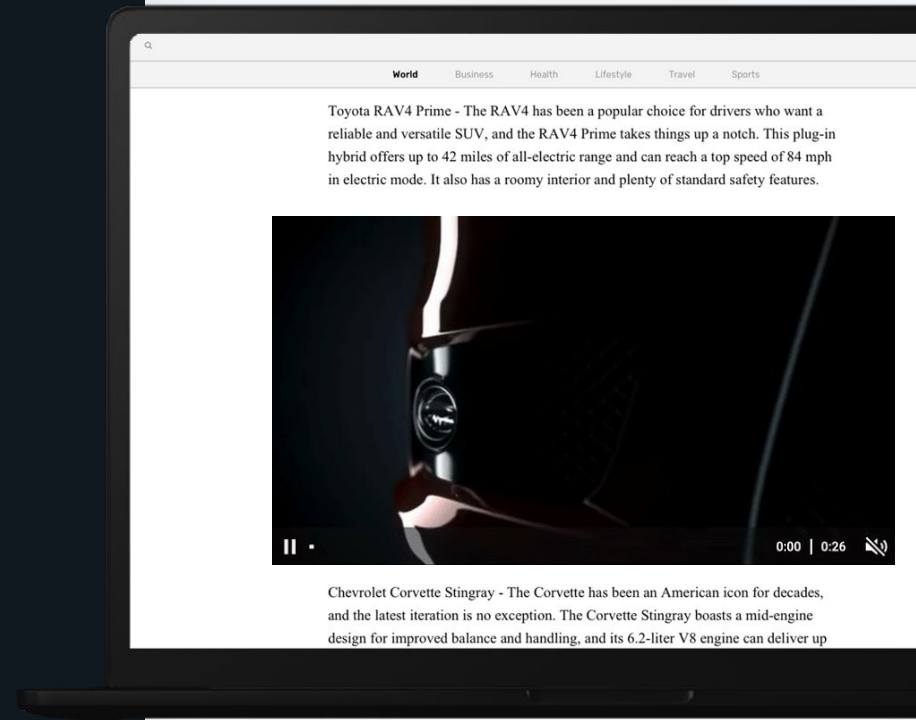 World Business Health Lifestyle Travel Sports
Toyota RAV4 Prime - The RAV4 has been a popular choice for drivers who want a
reliable and versatile SUV, and the RAV4 Prime takes things up a notch. This plug-in
hybrid offers up to 42 miles of all-electric range and can reach a top speed of 84 mph
in electric mode. It also has a roomy interior and plenty of standard safety features.
0:00 | 0:26
Chevrolet Corvette Stingray - The Corvette has been an American icon for decades,
and the latest iteration is no exception. The Corvette Stingray boasts a mid-engine
design for improved balance and handling, and its 6.2-liter V8 engine can deliver up